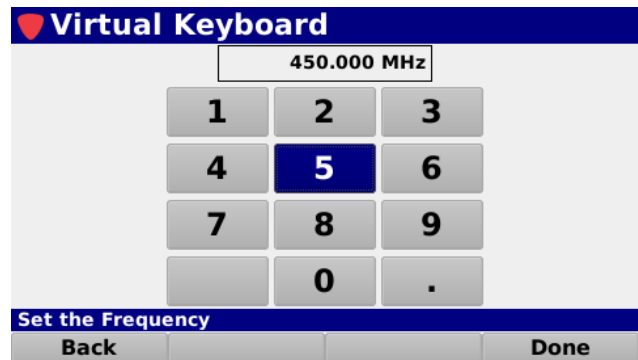 Virtual Keyboard
450.000 MHz
1 2 3
4 5 6
7 8 9
0 .
Set the Frequency
Back Done